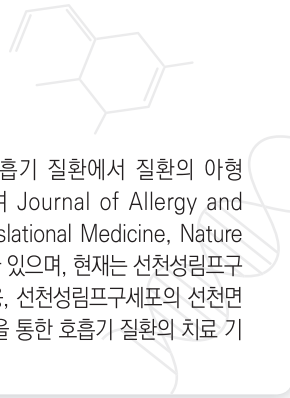 흡기 질환에서 질환의 아형
Journal of Allergy and
slational Medicine, Nature
있으며, 현재는 선천성림프구
선천성림프구세포의 선천면
을 통한 호흡기 질환의 치료 기